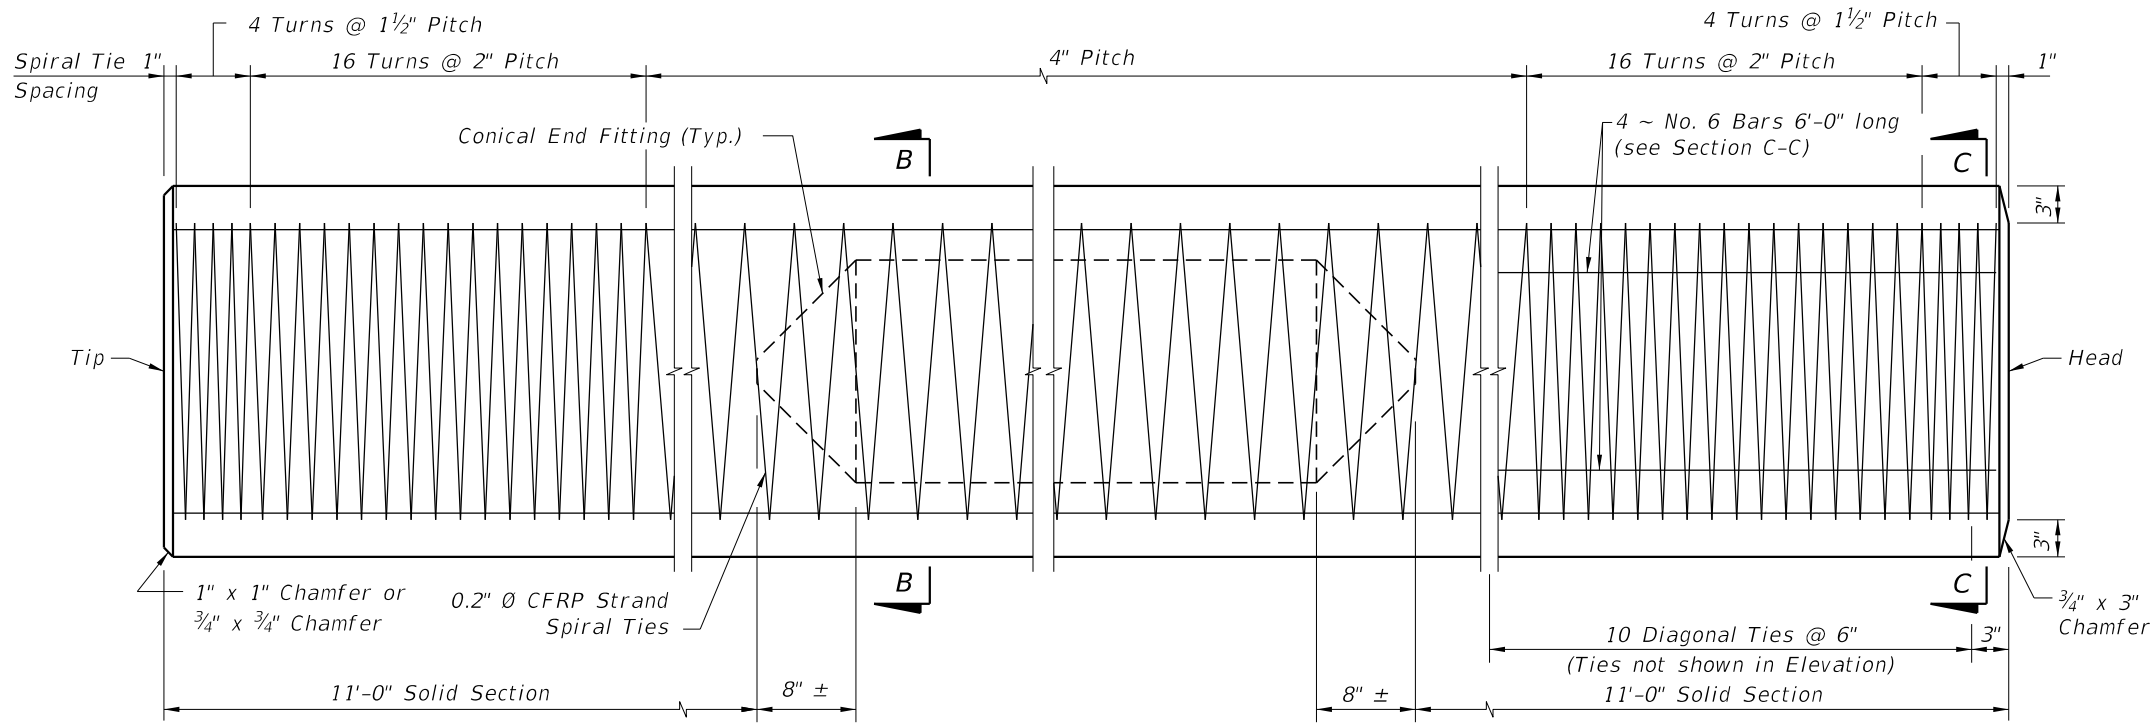 4 Turns @ 1½" Pitch
4 Turns @ 1½" Pitch
Spiral Tie 1"
Spacing
16 Turns @ 2" Pitch
4" Pitch
16 Turns @ 2" Pitch
1"
Conical End Fitting (Typ.)
B
4 ~ No. 6 Bars 6'-0" long
(see Section C-C)
C
3"
Tip
Head
3"
1" x 1" Chamfer or
¾" x ¾" Chamfer
0.2" Ø CFRP Strand
Spiral Ties
B
C
¾" x 3"
Chamfer
10 Diagonal Ties @ 6"
3"
(Ties not shown in Elevation)
11'-0" Solid Section
8" ±
8" ±
11'-0" Solid Section